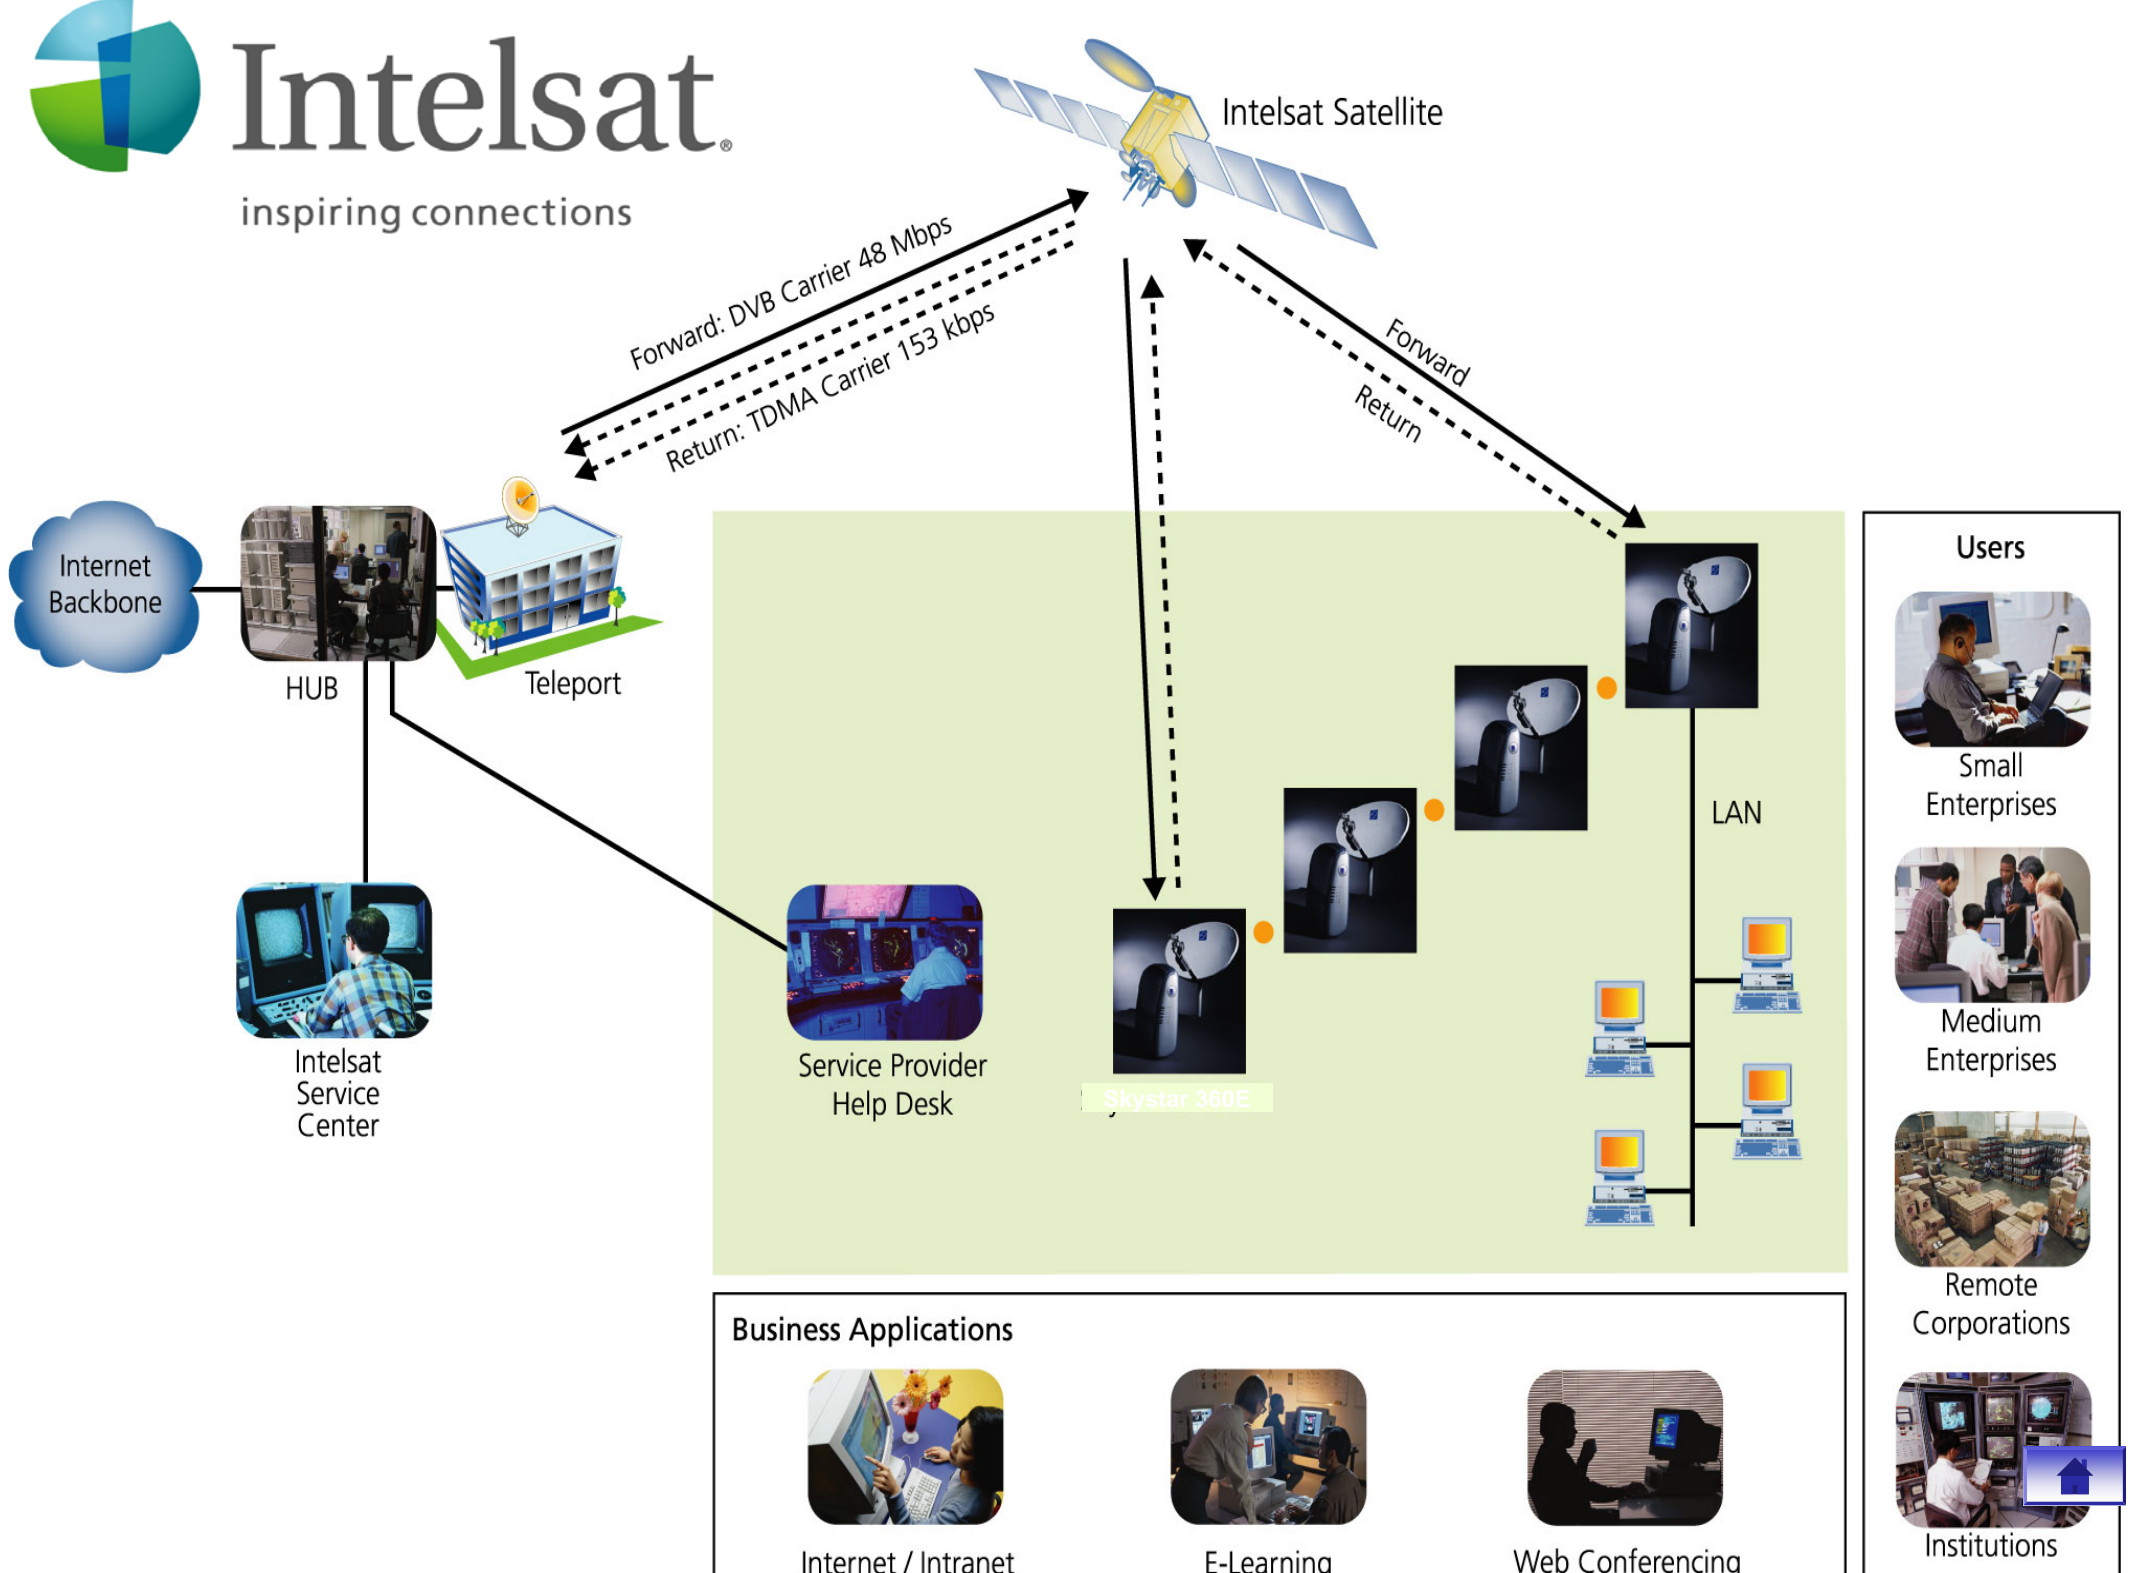 Intelsat®
inspiring connections
Intelsat Satellite
Forward: DVB Carrier 48 Mbps
Return: TDMA Carrier 153 kbps
Forward
Return
Internet
Backbone
HUB
Teleport
Intelsat
Service
Center
Service Provider
Help Desk
Skystar 360E
LAN
Users
Small
Enterprises
Medium
Enterprises
Remote
Corporations
Institutions
Business Applications
Internet / Intranet
E-Learning
Web Conferencing